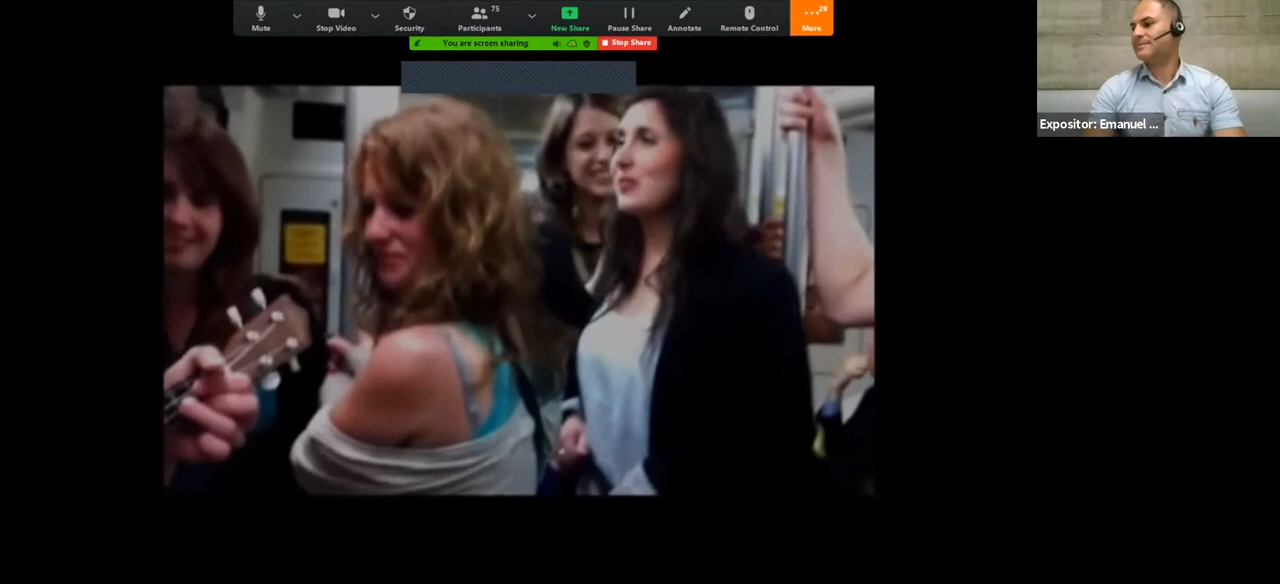 75
29
Mute
Stop Video
Security
Participants
New Share
Pause Share
Annotate
Remote Control
More
You are screen sharing
Stop Share
Expositor: Emanuel ...